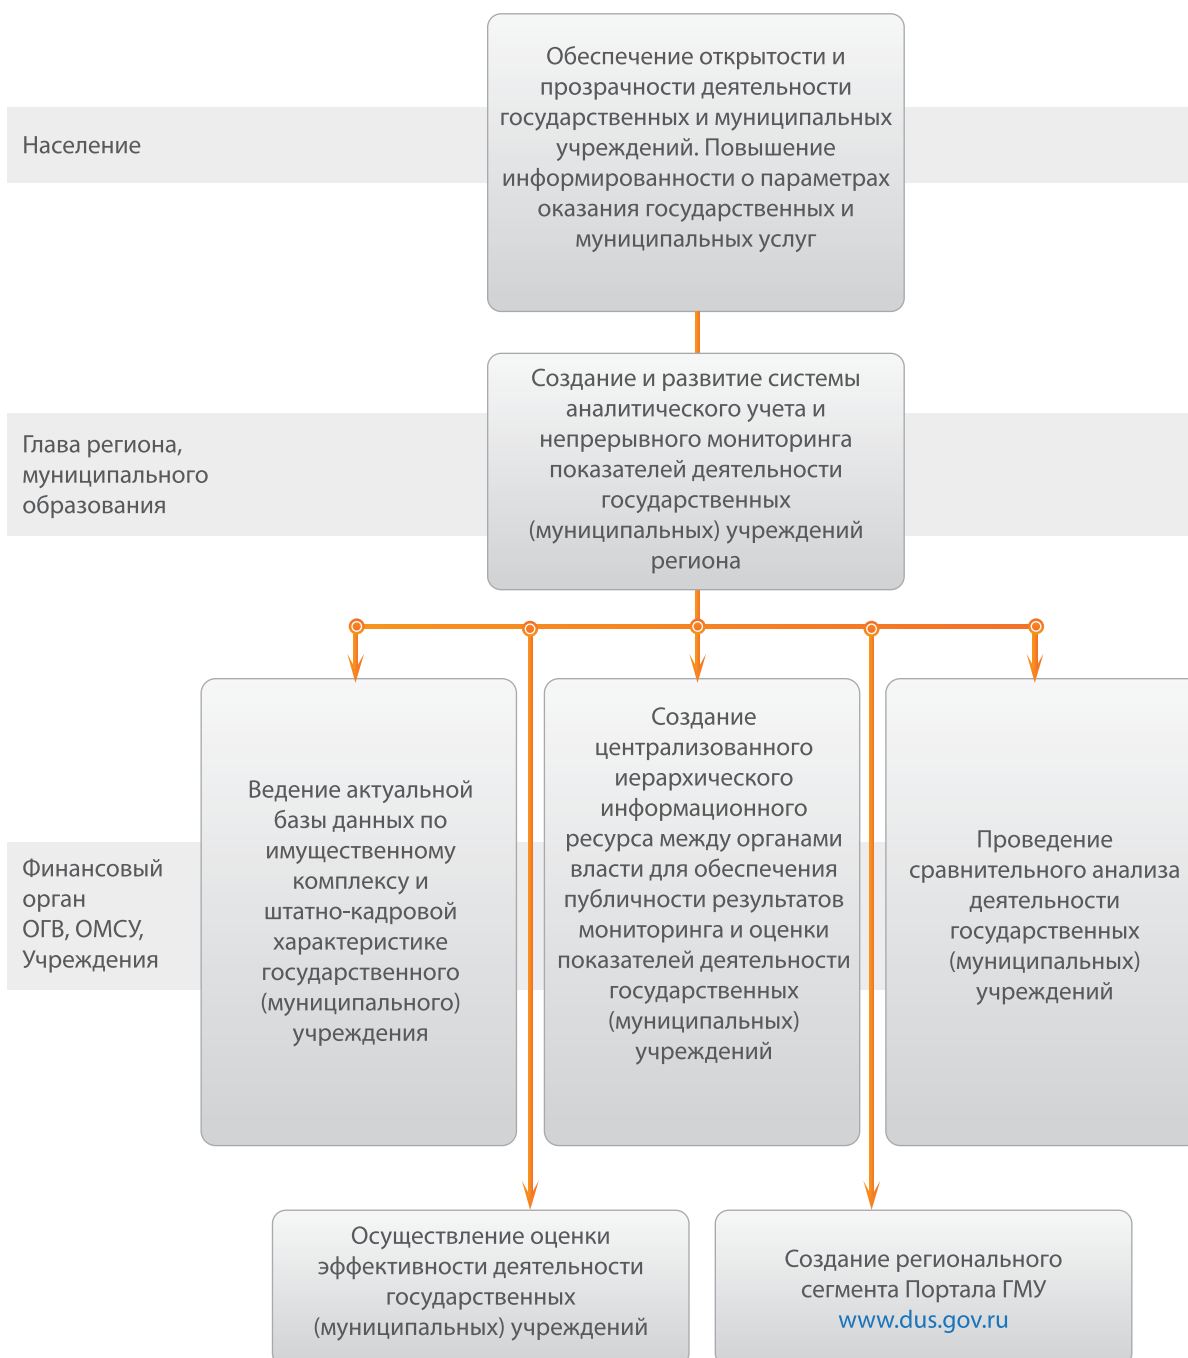 Обеспечение открытости и
прозрачности деятельности
государственных и муниципальных
учреждений. Повышение
информированности о параметрах
оказания государственных и
муниципальных услуг
Население
Создание и развитие системы
аналитического учета и
непрерывного мониторинга
показателей деятельности
государственных
(муниципальных) учреждений
региона
Глава региона,
муниципального
образования
Финансовый
орган
ОГВ, ОМСУ,
Учреждения
Ведение актуальной
базы данных по
имущественному
комплексу и
штатно-кадровой
характеристике
государственного
(муниципального)
учреждения
Создание
централизованного
иерархического
информационного
ресурса между органами
власти для обеспечения
публичности результатов
мониторинга и оценки
показателей деятельности
государственных
(муниципальных)
учреждений
Проведение
сравнительного анализа
деятельности
государственных
(муниципальных)
учреждений
Осуществление оценки
эффективности деятельности
государственных
(муниципальных) учреждений
Создание регионального
сегмента Портала ГМУ
www.dus.gov.ru